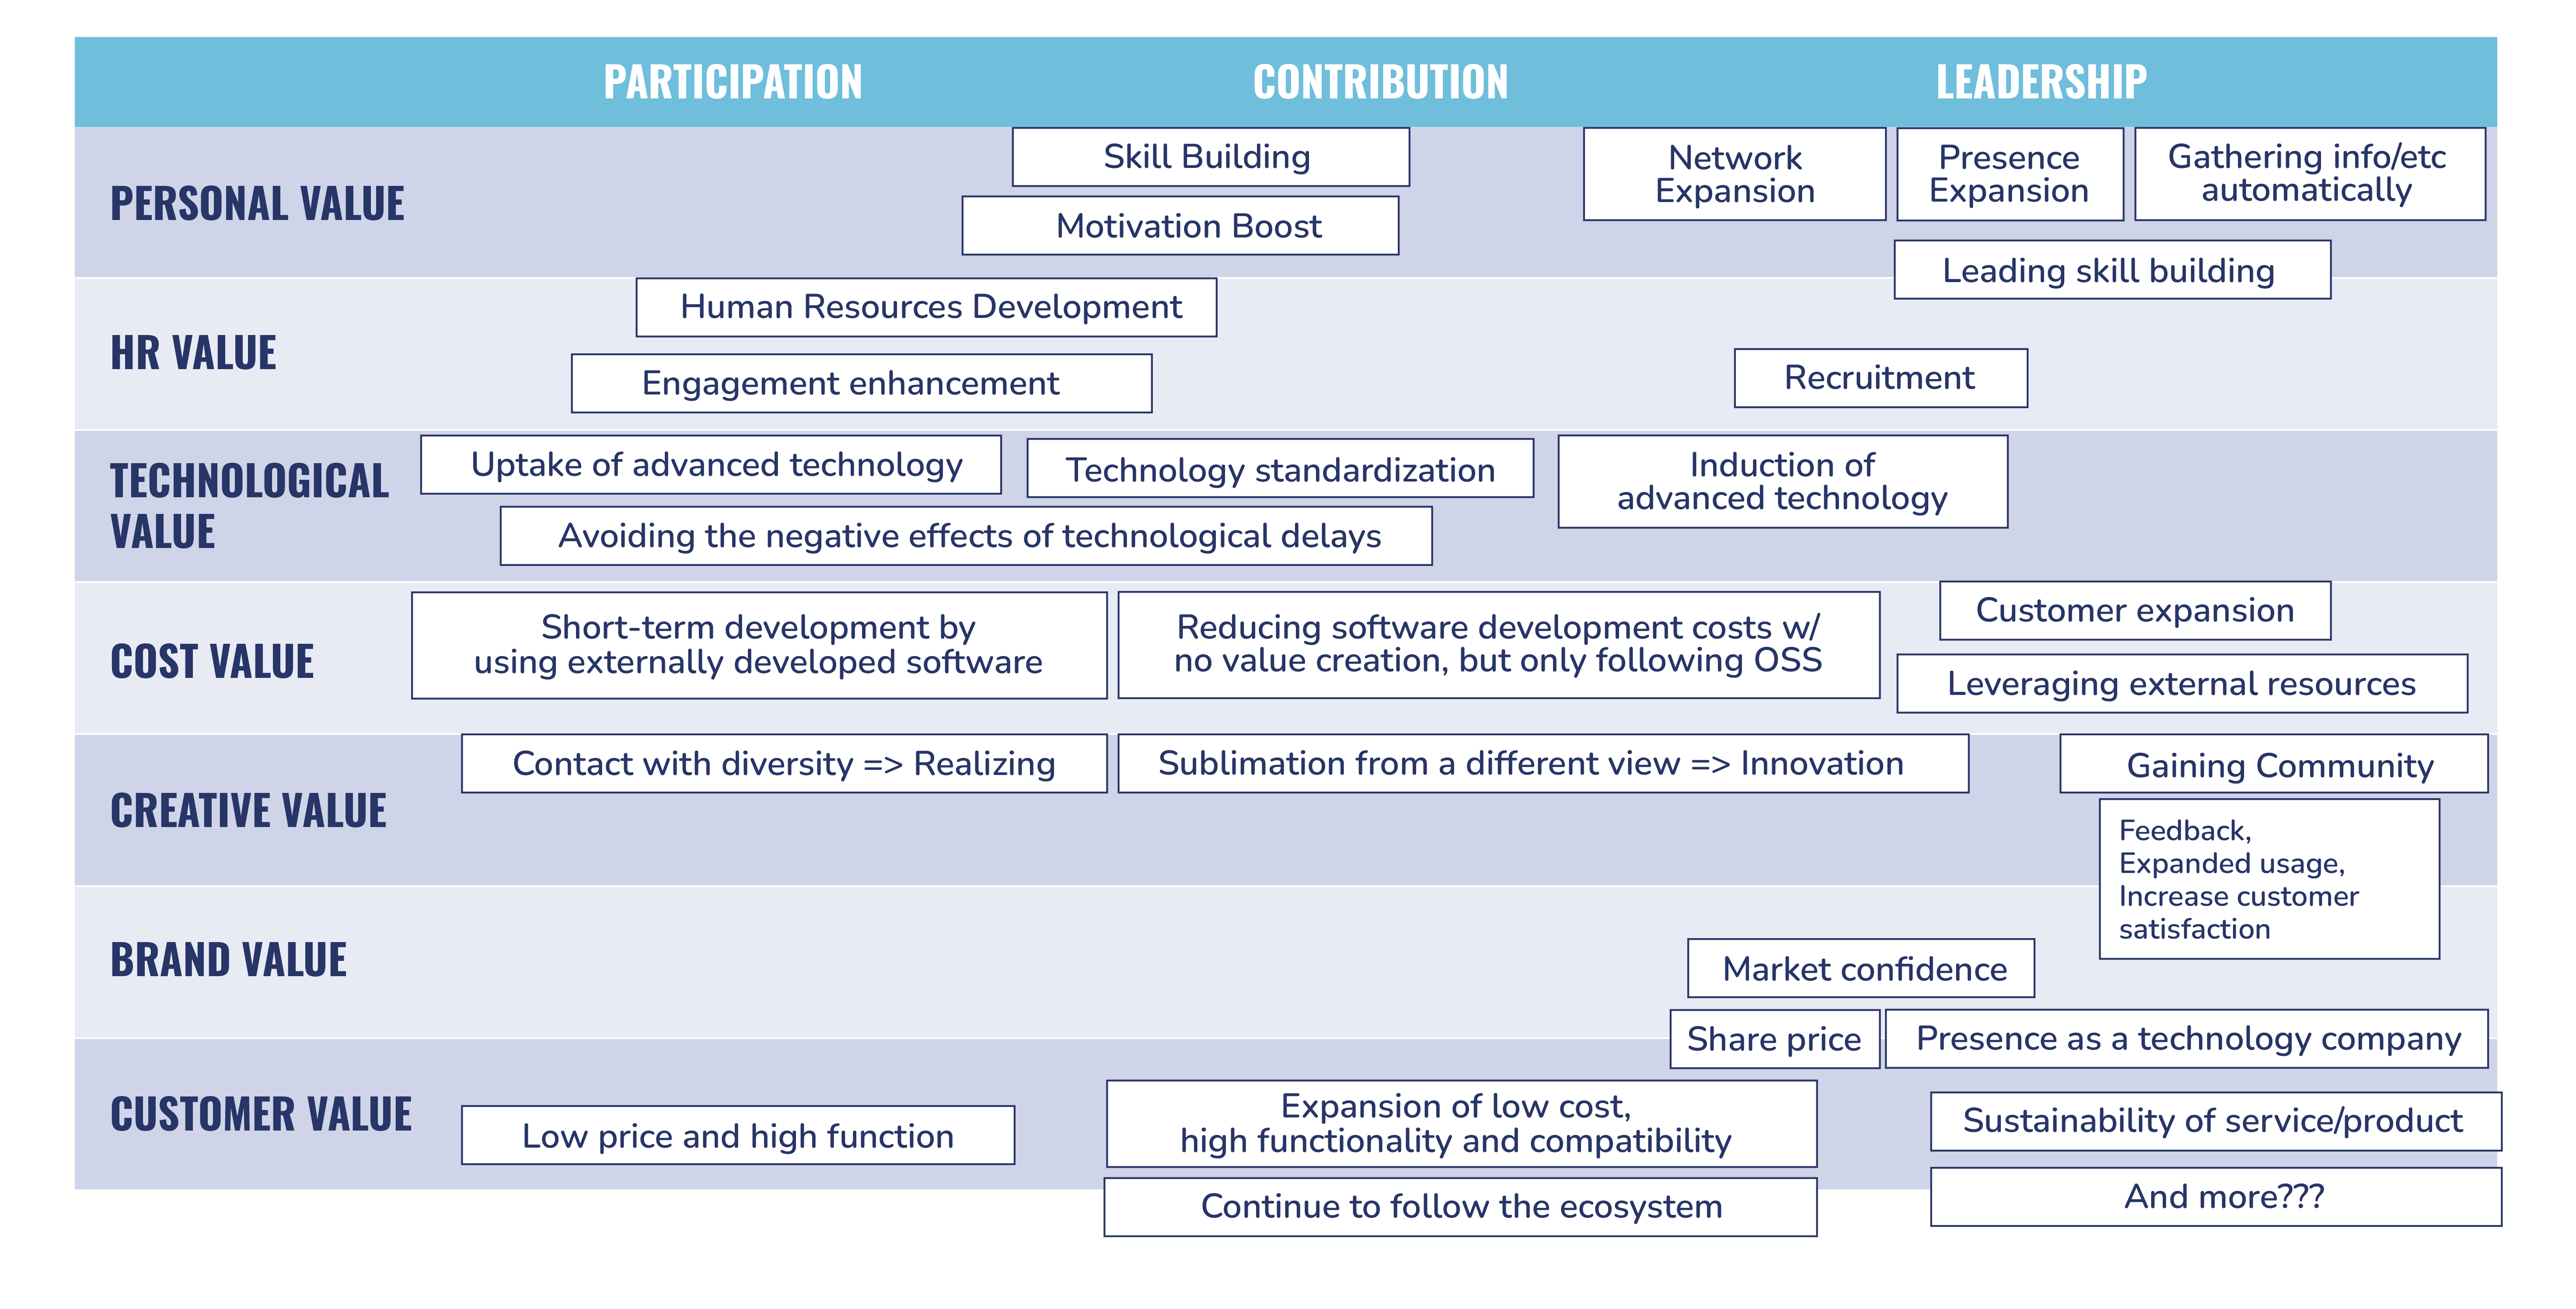 PARTICIPATION
CONTRIBUTION
LEADERSHIP
PERSONAL VALUE
Skill Building
Motivation Boost
Network
Expansion
Presence
Expansion
Gathering info/etc
automatically
Leading skill building
HR VALUE
Human Resources Development
Engagement enhancement
Recruitment
TECHNOLOGICAL
VALUE
Uptake of advanced technology
Technology standardization
Induction of
advanced technology
Avoiding the negative effects of technological delays
COST VALUE
Short-term development by
using externally developed software
Reducing software development costs w/
no value creation, but only following OSS
Customer expansion
Leveraging external resources
CREATIVE VALUE
Contact with diversity => Realizing
Sublimation from a different view => Innovation
Gaining Community
Feedback,
Expanded usage,
Increase customer
satisfaction
BRAND VALUE
Market confidence
Share price
Presence as a technology company
CUSTOMER VALUE
Low price and high function
Expansion of low cost,
high functionality and compatibility
Continue to follow the ecosystem
Sustainability of service/product
And more???